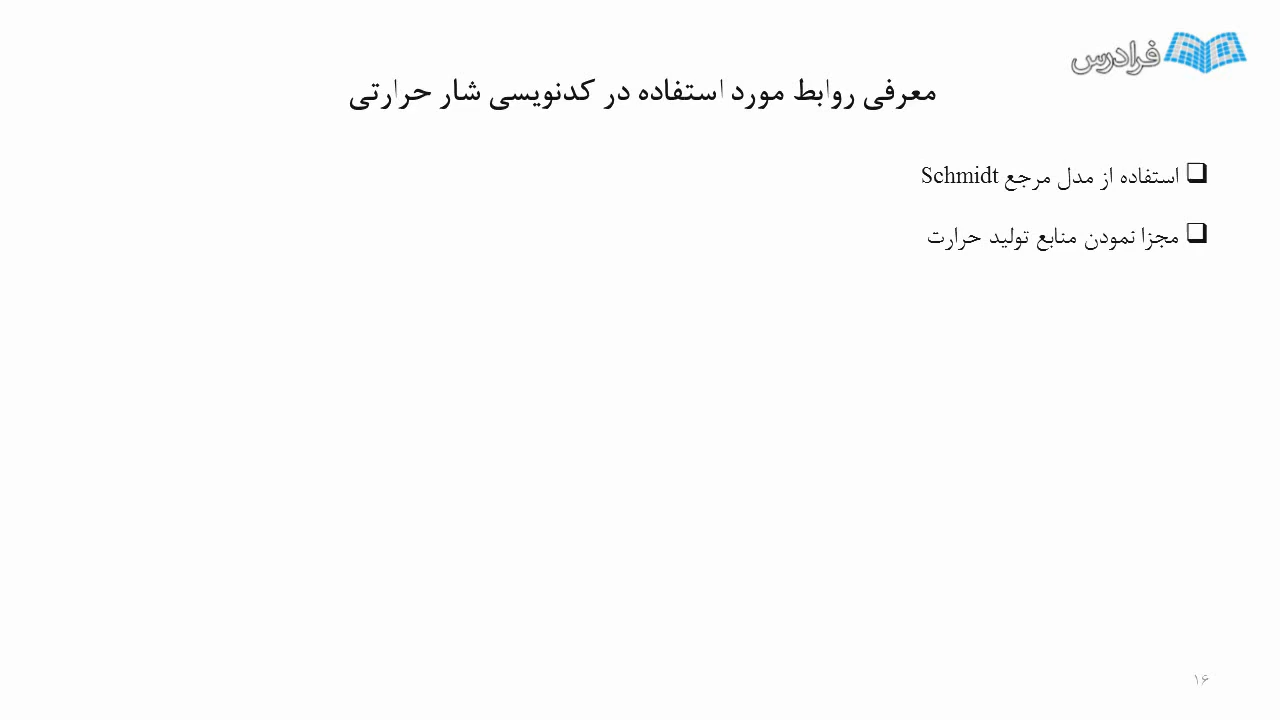 فرادرس
معرفی روابط مورد استفاده در کدنویسی شار حرارتی
استفاده از مدل مرجع Schmidt
مجزا نمودن منابع تولید حرارت
۱۶